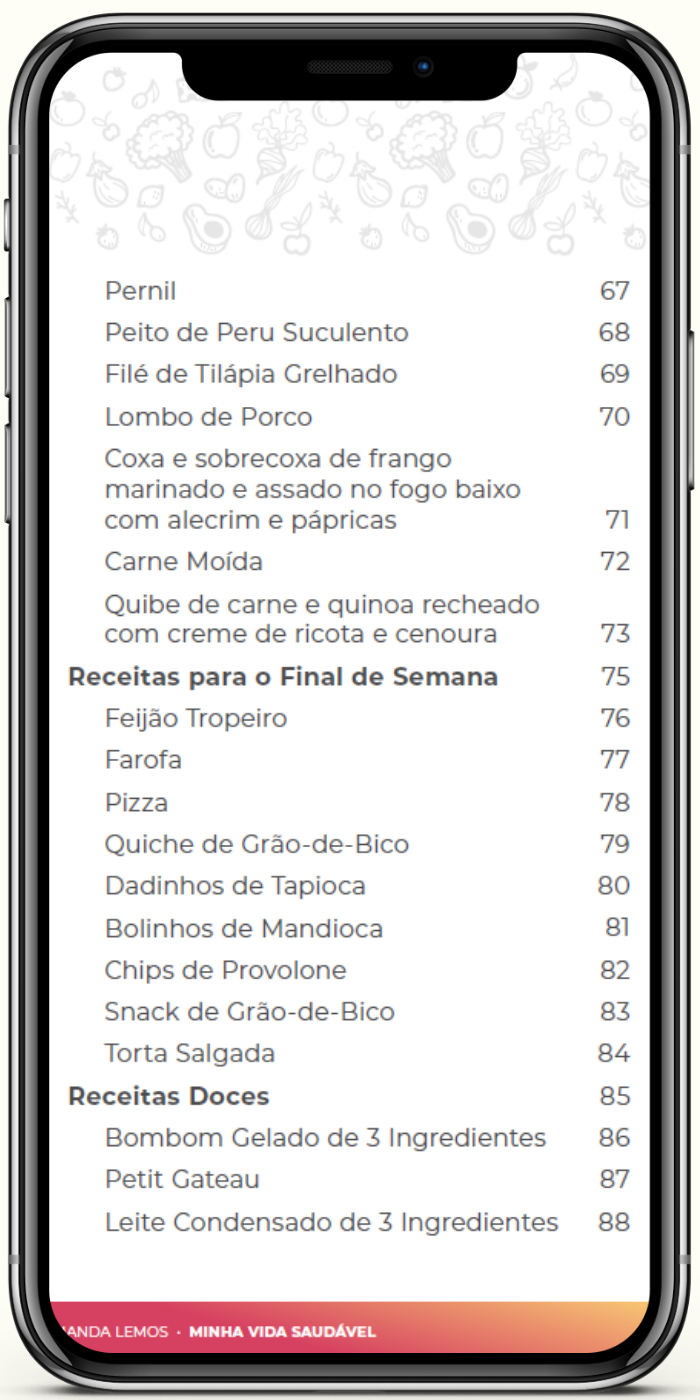 Pernil 67
Peito de Peru Suculento 68
Filé de Tilápia Grelhado 69
Lombo de Porco 70
Coxa e sobrecoxa de frango
marinado e assado no fogo baixo
com alecrim e pápricas 71
Carne Moída 72
Quibe de carne e quinoa recheado
com creme de ricota e cenoura 73
Receitas para o Final de Semana 75
Feijão Tropeiro 76
Farofa 77
Pizza 78
Quiche de Grão-de-Bico 79
Dadinhos de Tapioca 80
Bolinhos de Mandioca 81
Chips de Provolone 82
Snack de Grão-de-Bico 83
Torta Salgada 84
Receitas Doces 85
Bombom Gelado de 3 Ingredientes 86
Petit Gateau 87
Leite Condensado de 3 Ingredientes 88
LEMOS • MINHA VIDA SAUDÁVEL